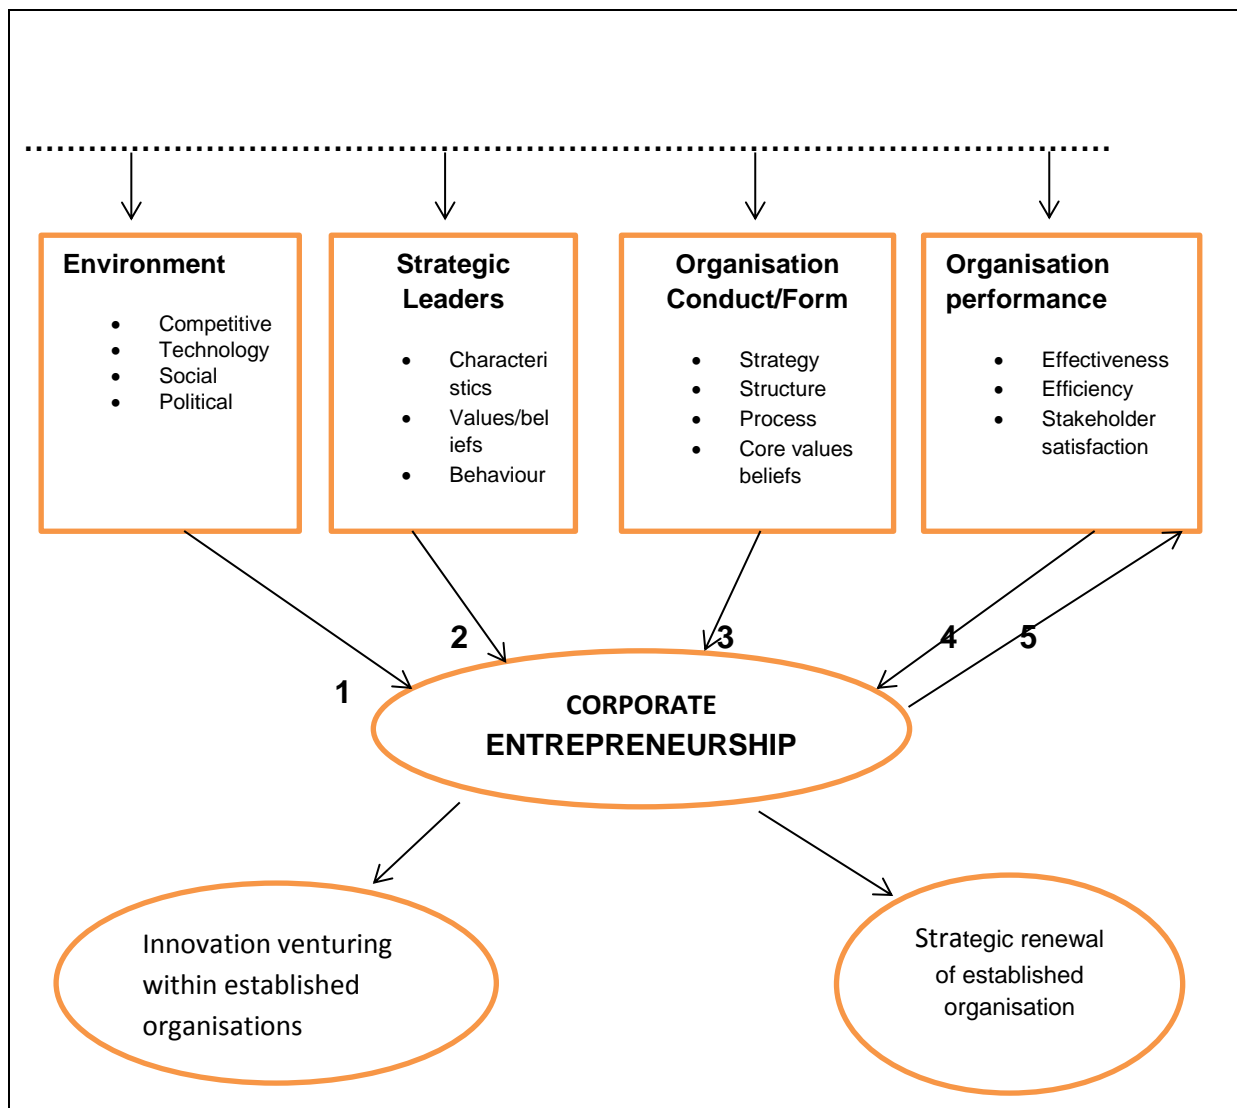 Environment
• Competitive
• Technology
• Social
• Political
Strategic
Leaders
• Characteri
stics
• Values/bel
iefs
• Behaviour
Organisation
Conduct/Form
• Strategy
• Structure
• Process
• Core values
beliefs
Organisation
performance
• Effectiveness
• Efficiency
• Stakeholder
satisfaction
1
2
3
4
5
CORPORATE
ENTREPRENEURSHIP
Innovation venturing
within established
organisations
Strategic renewal
of established
organisation